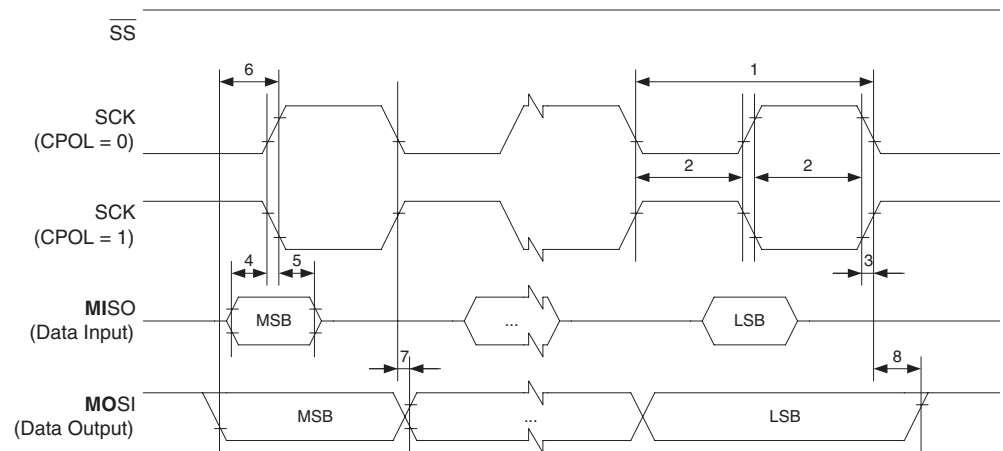 SS
6
1
SCK
(CPOL = 0)
2
2
SCK
(CPOL = 1)
4
5
3
MISO
(Data Input)
MSB
...
LSB
7
8
MOSI
(Data Output)
MSB
...
LSB